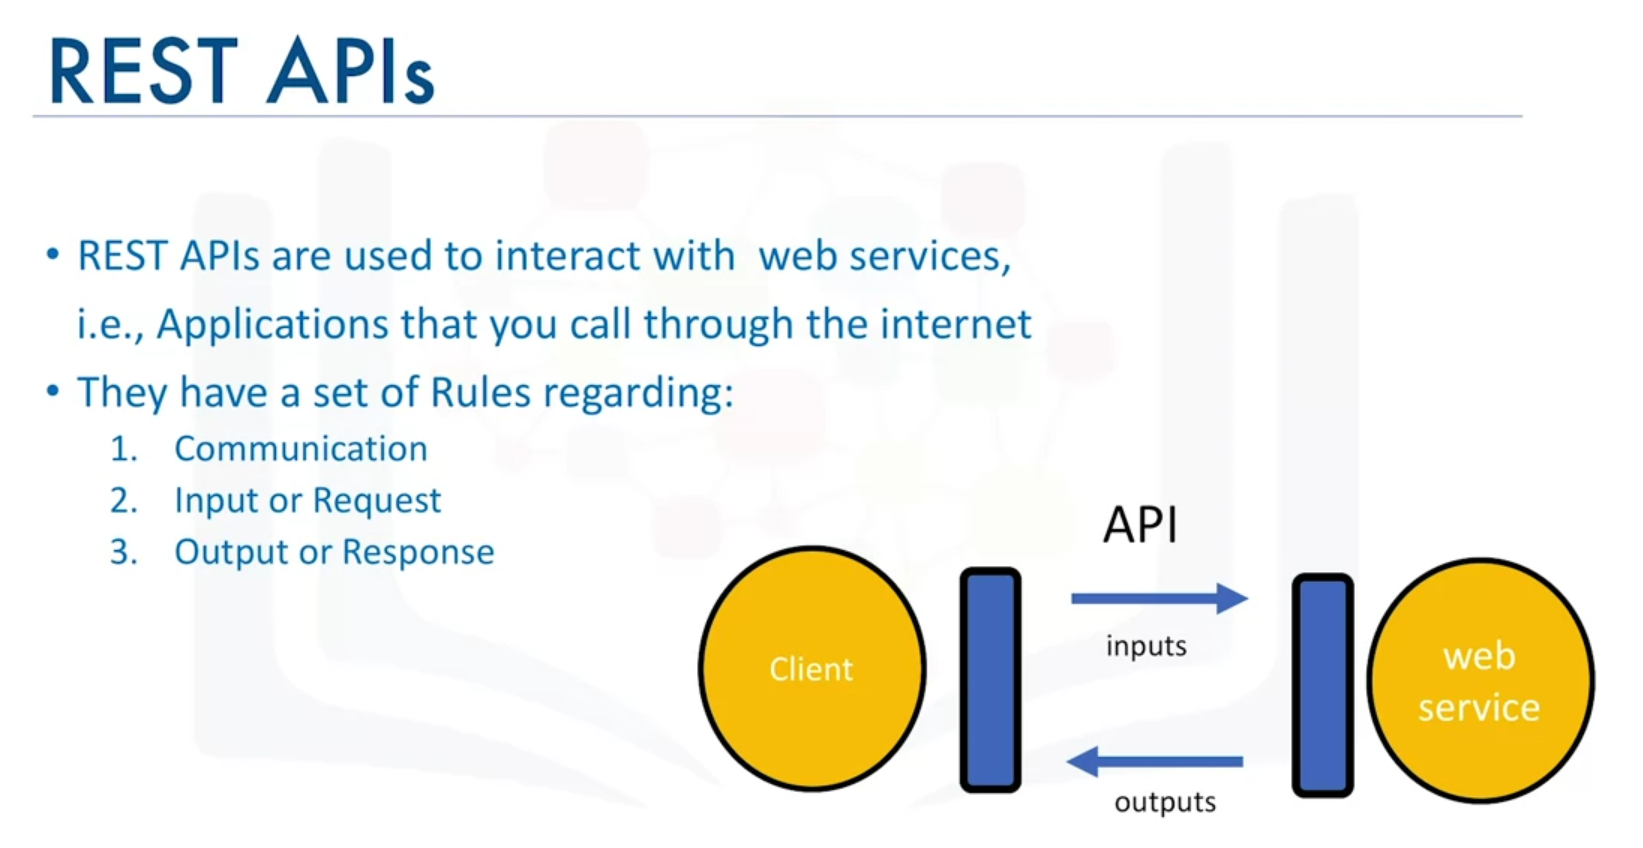 REST APIs
• REST APIs are used to interact with web services,
i.e., Applications that you call through the internet
• They have a set of Rules regarding:
1. Communication
2. Input or Request
3. Output or Response
API
Client
inputs
web
service
outputs